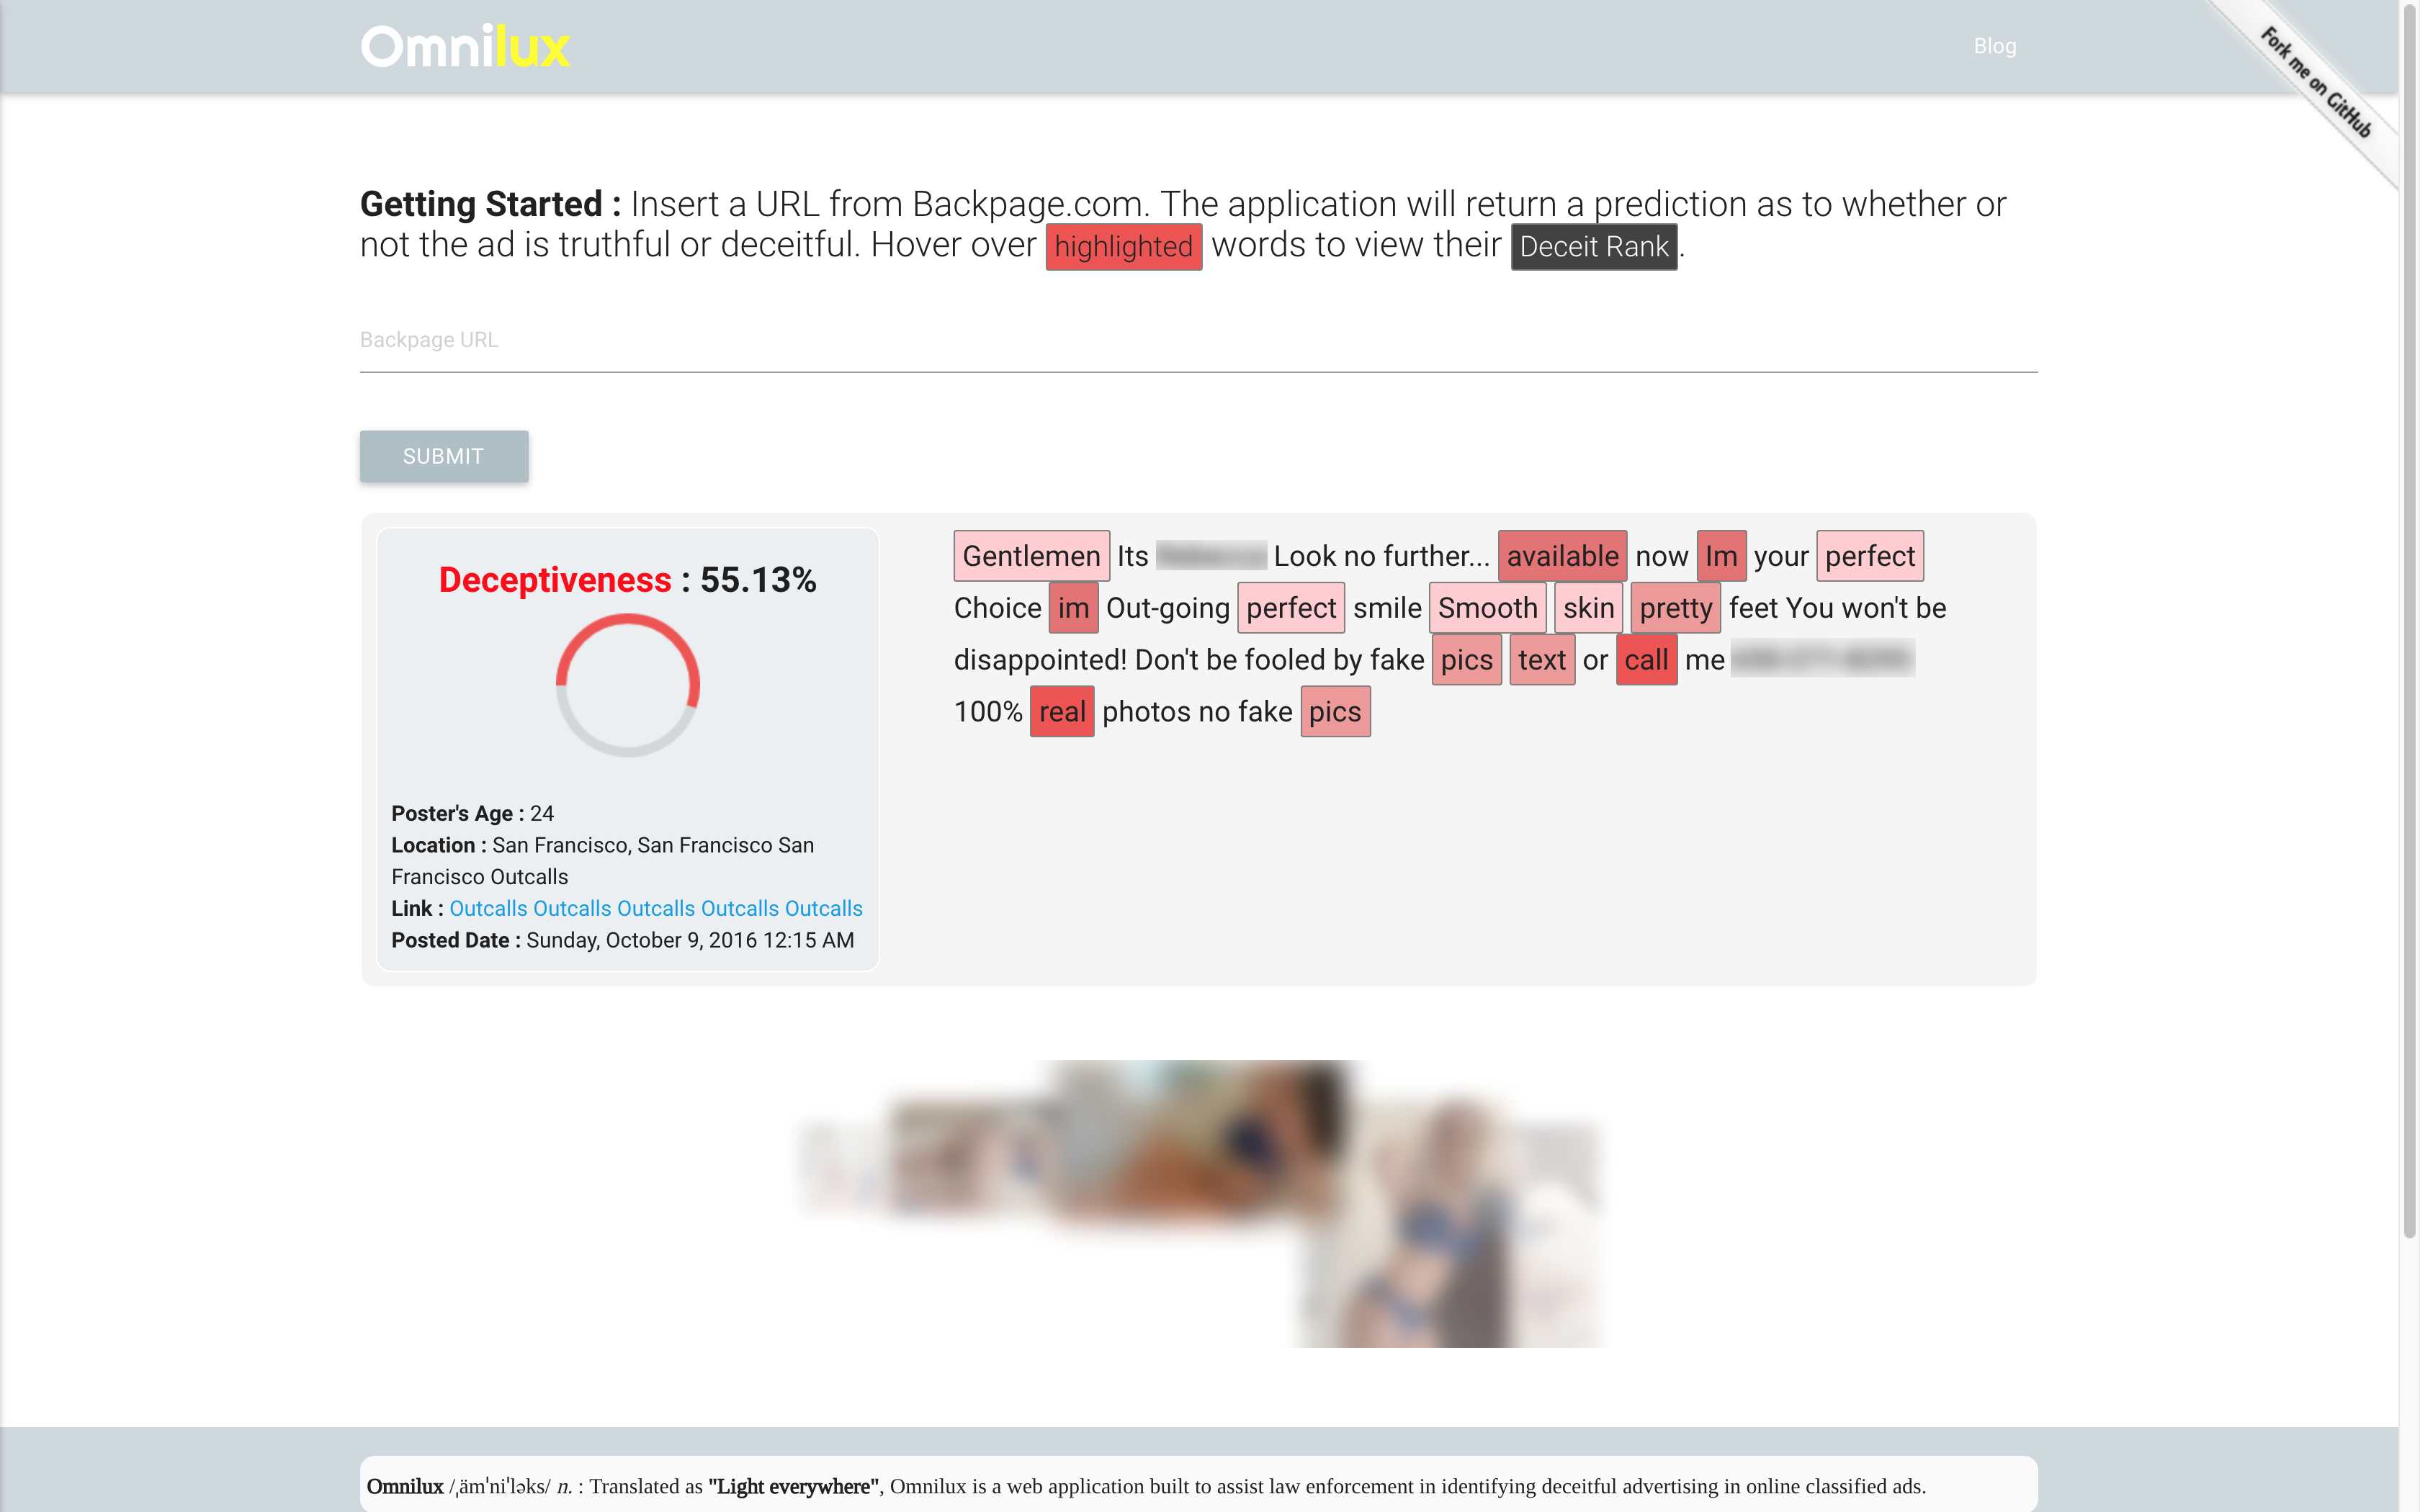 Omnilux
Blog
Fork me on GitHub
Getting Started : Insert a URL from Backpage.com. The application will return a prediction as to whether or
not the ad is truthful or deceitful. Hover over highlighted words to view their Deceit Rank .
Backpage URL
SUBMIT
Deceptiveness : 55.13%
Poster's Age : 24
Location : San Francisco, San Francisco San
Francisco Outcalls
Link : Outcalls Outcalls Outcalls Outcalls Outcalls
Posted Date : Sunday, October 9, 2016 12:15 AM
Gentlemen Its Look no further... available now Im your perfect
Choice im Out-going perfect smile Smooth skin pretty feet You won't be
disappointed! Don't be fooled by fake pics text or call me
100% real photos no fake pics
Omnilux /ˌämˈniˈləks/ n. : Translated as "Light everywhere", Omnilux is a web application built to assist law enforcement in identifying deceitful advertising in online classified ads.